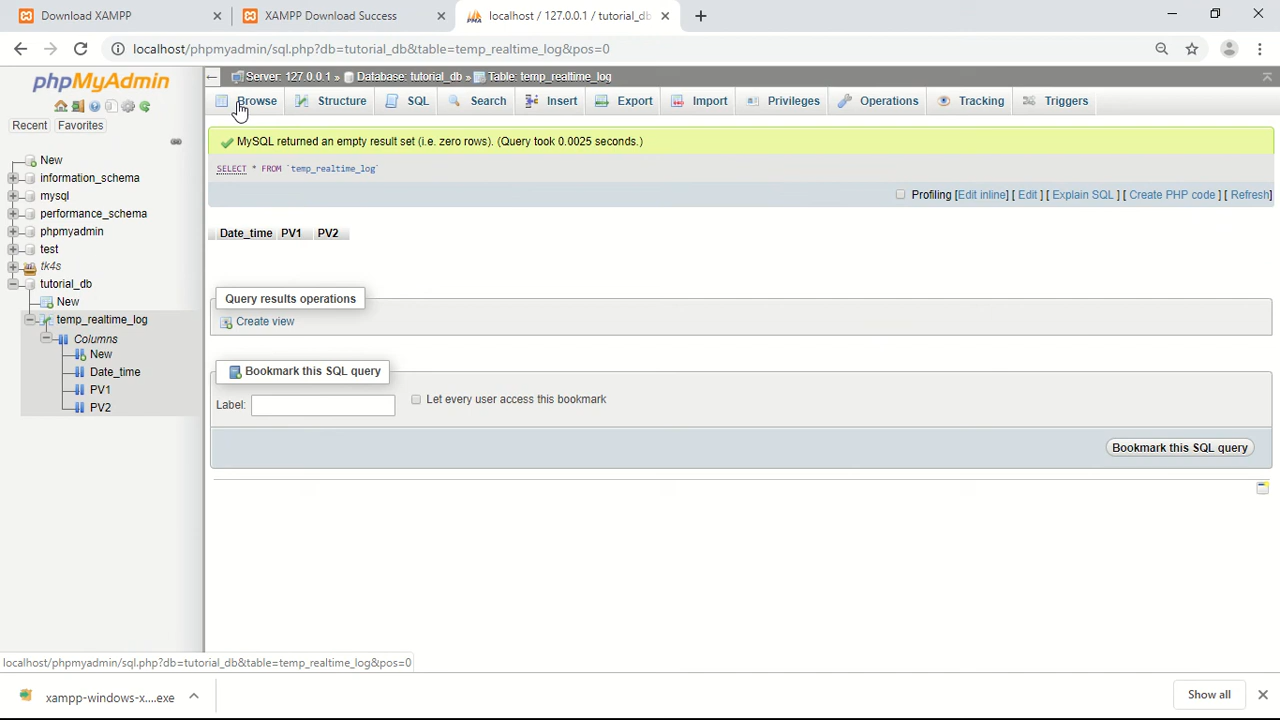 Download XAMPP
XAMPP Download Success
localhost / 127.0.0.1 / tutorial_db
localhost/phpmyadmin/sql.php?db=tutorial_db&table=temp_realtime_log&pos=0
phpMyAdmin
Recent Favorites
New
information_schema
mysql
performance_schema
phpmyadmin
test
tk4s
tutorial_db
New
temp_realtime_log
Columns
New
Date_time
PV1
PV2
Server: 127.0.0.1 » Database: tutorial_db » Table: temp_realtime_log
Browse Structure SQL Search Insert Export Import Privileges Operations Tracking Triggers
MySQL returned an empty result set (i.e. zero rows). (Query took 0.0025 seconds.)
SELECT * FROM `temp_realtime_log`
Profiling [Edit inline] [ Edit ] [ Explain SQL ] [ Create PHP code ] [ Refresh]
Date_time PV1 PV2
Query results operations
Create view
Bookmark this SQL query
Label: Let every user access this bookmark
Bookmark this SQL query
localhost/phpmyadmin/sql.php?db=tutorial_db&table=temp_realtime_log&pos=0
xampp-windows-x....exe
Show all